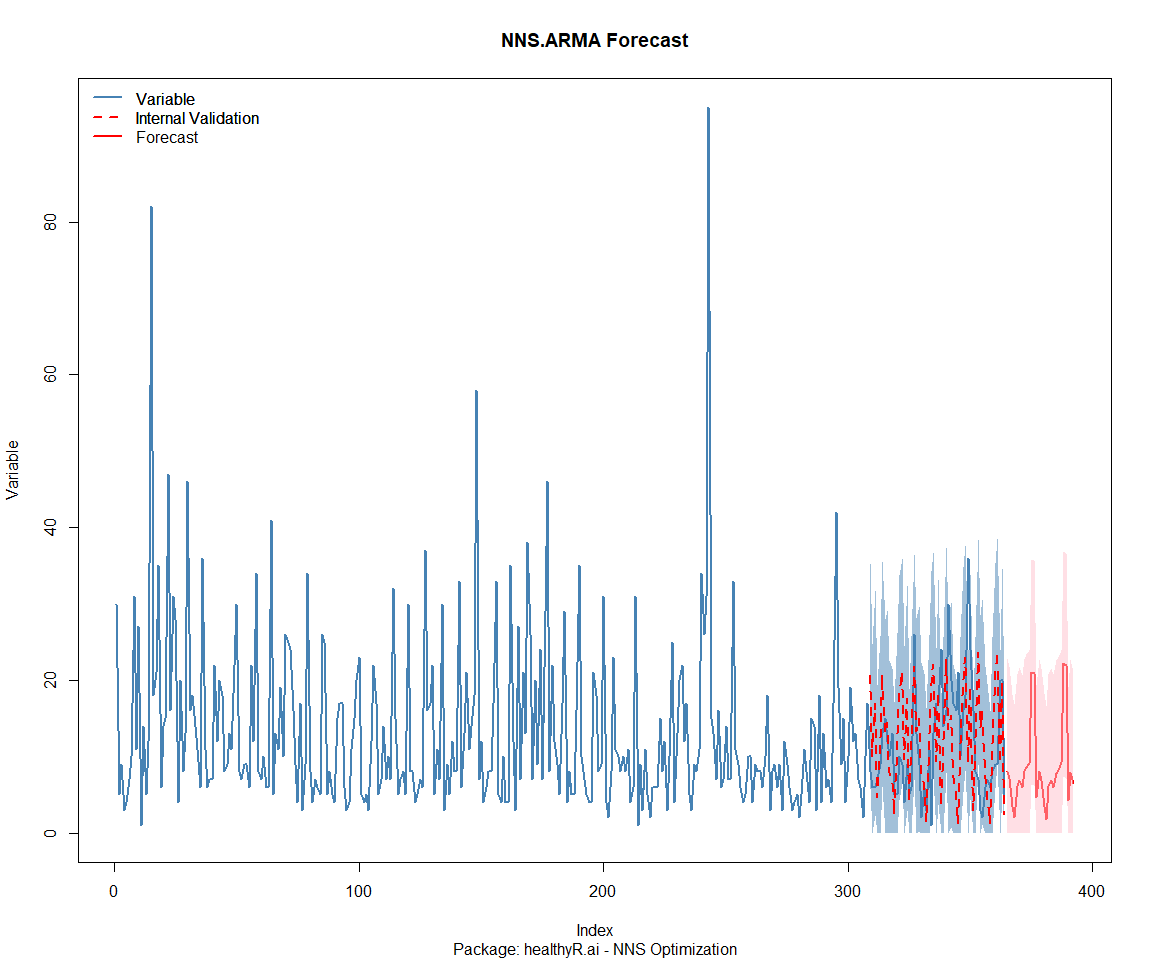 NNS.ARMA Forecast
Variable
Internal Validation
Forecast
Variable
80
60
40
20
0
0 100 200 300 400
Index
Package: healthyR.ai - NNS Optimization